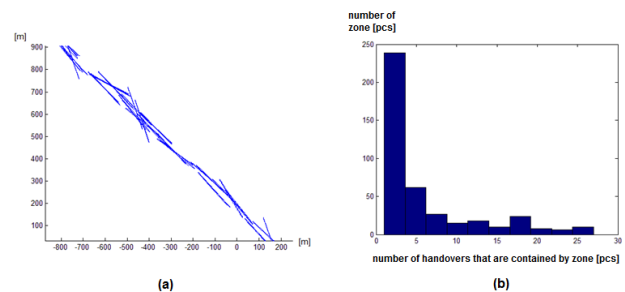 number of
zone [pcs]
[m]
900
800
700
600
500
400
300
200
100
-800 -700 -600 -500 -400 -300 -200 -100 0 100 200 [m]
250
200
150
100
50
0
0 5 10 15 20 25 30
number of handovers that are contained by zone [pcs]
(a) (b)